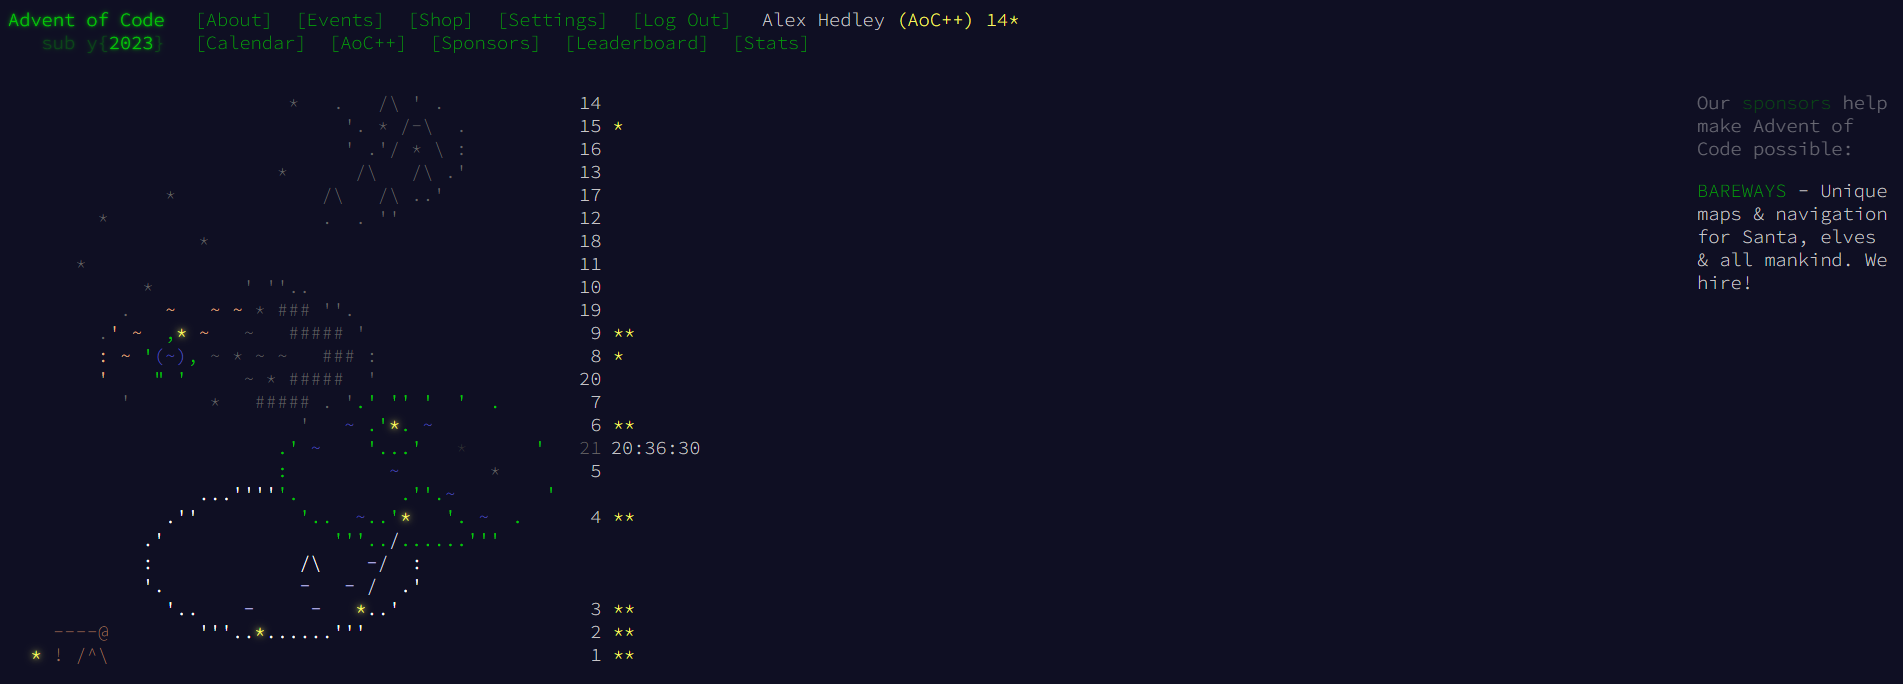 Advent of Code [About] [Events] [Shop] [Settings] [Log Out] Alex Hedley (AoC++) 14*
sub y{2023} [Calendar] [AoC++] [Sponsors] [Leaderboard] [Stats]
14
15 *
16
13
17
12
18
11
10
19
9 **
8 *
20
7
6 **
21 20:36:30
5
4 **
3 **
2 **
1 **
Our sponsors help
make Advent of
Code possible:
BAREWAYS - Unique
maps & navigation
for Santa, elves
& all mankind. We
hire!